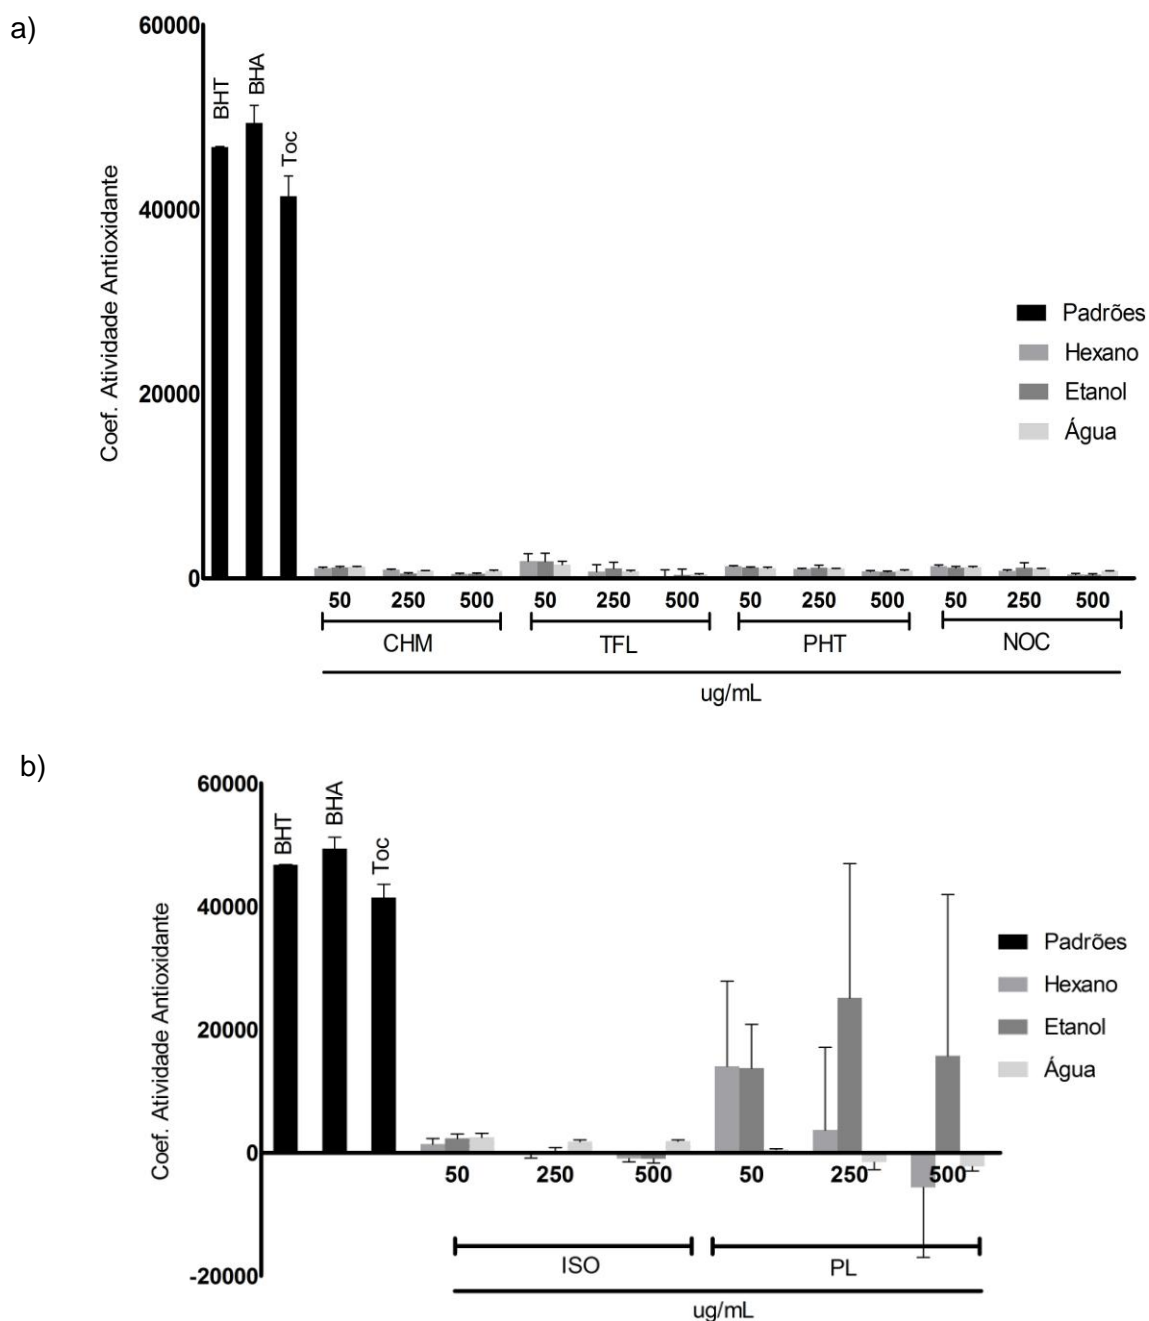 a)
60000
40000
20000
0
Coef. Atividade Antioxidante
BHT
BHA
Toc
Padrões
Hexano
Etanol
Água
50 250 500 50 250 500 50 250 500 50 250 500
CHM TFL PHT NOC
ug/mL
b)
60000
40000
20000
0
-20000
Coef. Atividade Antioxidante
BHT
BHA
Toc
Padrões
Hexano
Etanol
Água
50 250 500 50 250 500
ISO PL
ug/mL